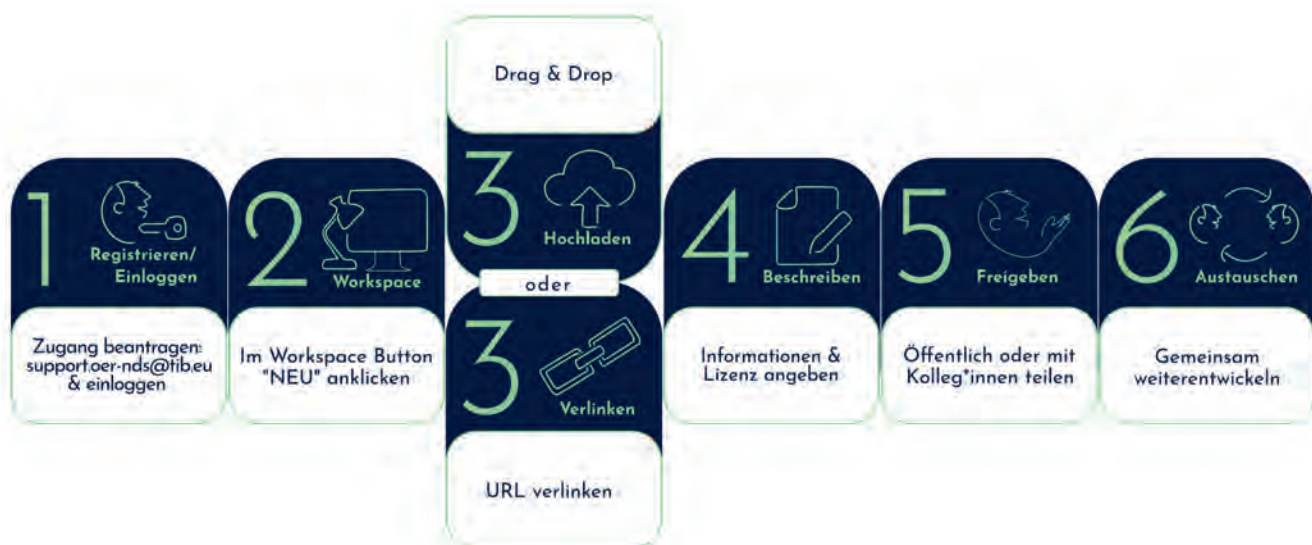 1
Registrieren/
Einloggen
Zugang beantragen:
support.oer-nds@tib.eu
& einloggen
2
Workspace
Im Workspace Button
"NEU" anklicken
Drag & Drop
3
Hochladen
oder
3
Verlinken
URL verlinken
4
Beschreiben
Informationen &
Lizenz angeben
5
Freigeben
Öffentlich oder mit
Kolleg*innen teilen
6
Austauschen
Gemeinsam
weiterentwickeln